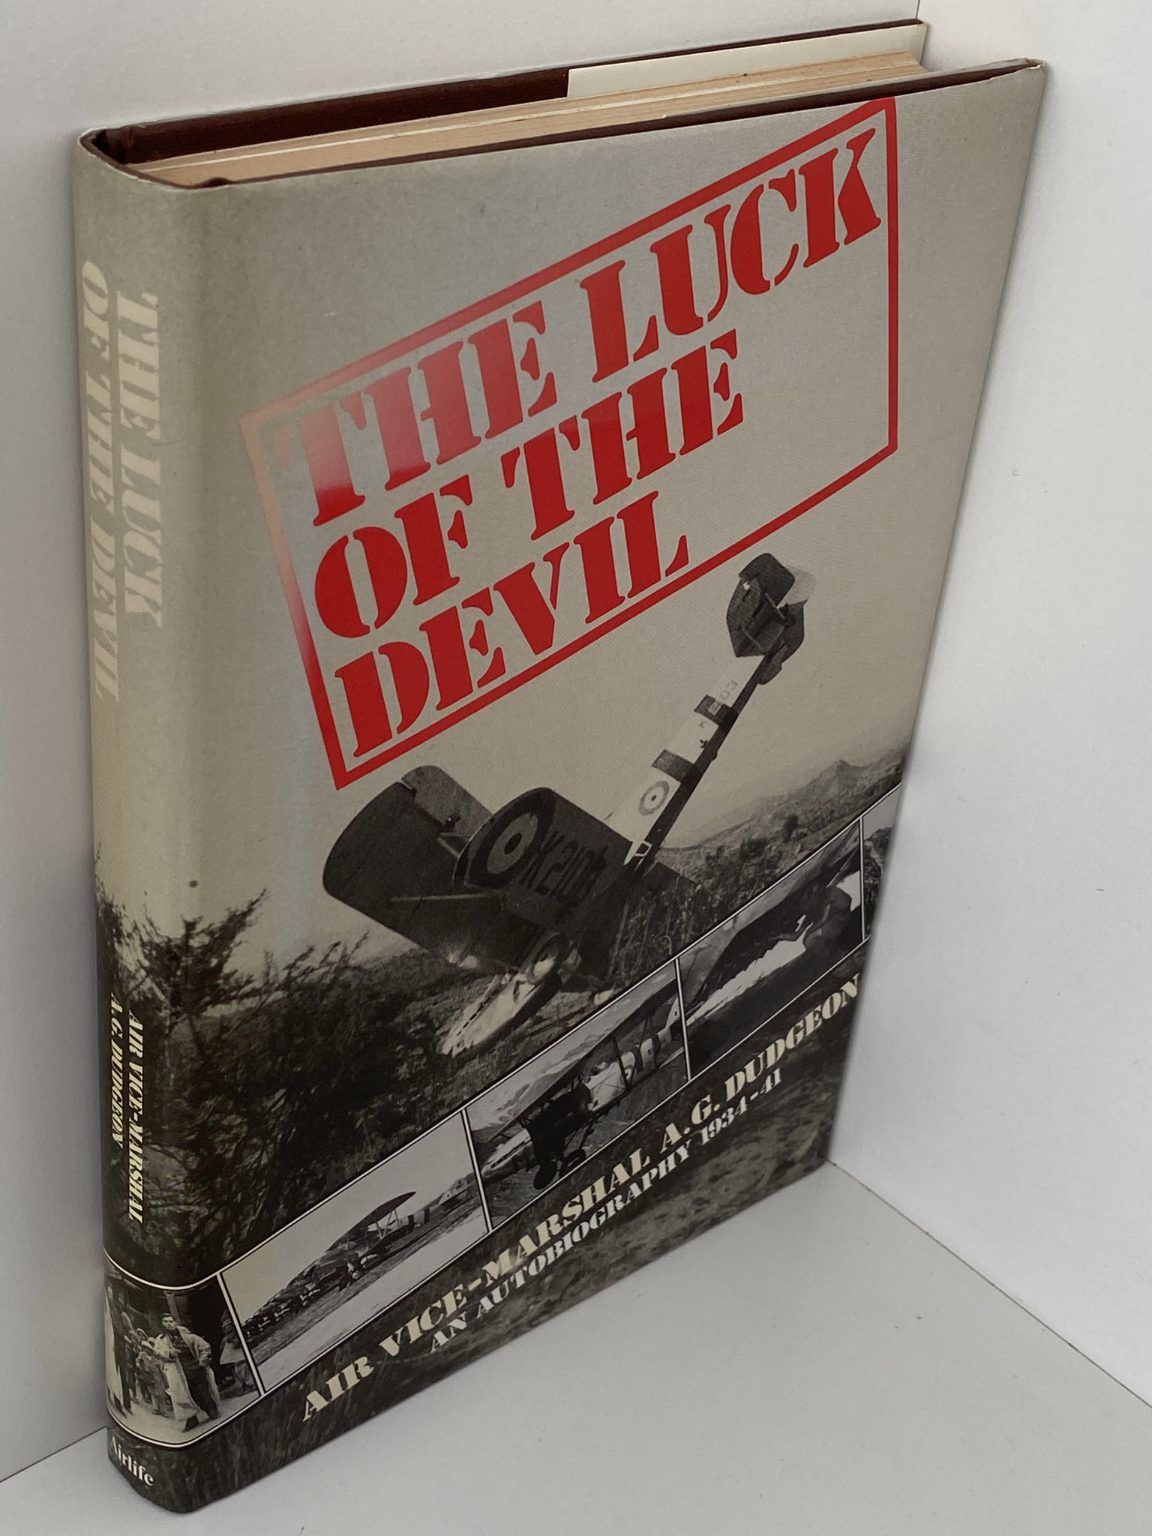 THE LUCK
OF THE
DEVIL
AIR VICE-MARSHAL A.G. DUDGEON
AN AUTOBIOGRAPHY 1934-41
THE LUCK
OF THE DEVIL
AIR VICE-MARSHAL
A.G. DUDGEON
Airlife